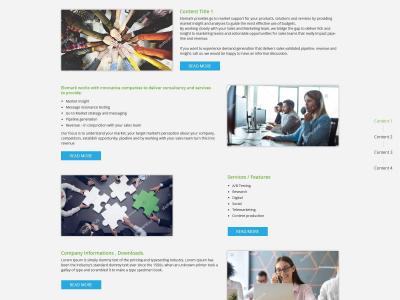 Content Title 1
Elixmark provides go to market support for your products, solutions and services by providing
market insight and analyses to guide the most effective use of budgets.
By working closely with your Sales and Marketing team, we bridge the gap to deliver first and
insight to marketing teams and actionable opportunities for sales teams that really impact pipe-
line and revenue.
If you want to experience demand generation that delivers sales validated pipeline, revenue and
insight, call us we would be happy to have an informal discussion.
READ MORE
works with innovative companies to deliver consultancy and services
to provide:
• Market Insight
• Message resonance testing
• Go to Market strategy and messaging
• Pipeline generation
• Revenue - in conjunction with your sales team
Our focus is to understand your market, your target markets perception about your company,
competitors, establish opportunity, pipeline and by working with your sales team turn this into
revenue.
READ MORE
Content 1
Content 2
Content 3
Content 4
Services / Features
• A/B Testing
• Research
• Digital
• Social
• Telemarketing
• Content production
READ MORE
Company Informations , Downloads.
Lorem Ipsum is simply dummy text of the printing and typesetting industry. Lorem Ipsum has
been the industry's standard dummy text ever since the 1500s, when an unknown printer took a
galley of type and scrambled it to make a type specimen book.
READ MORE